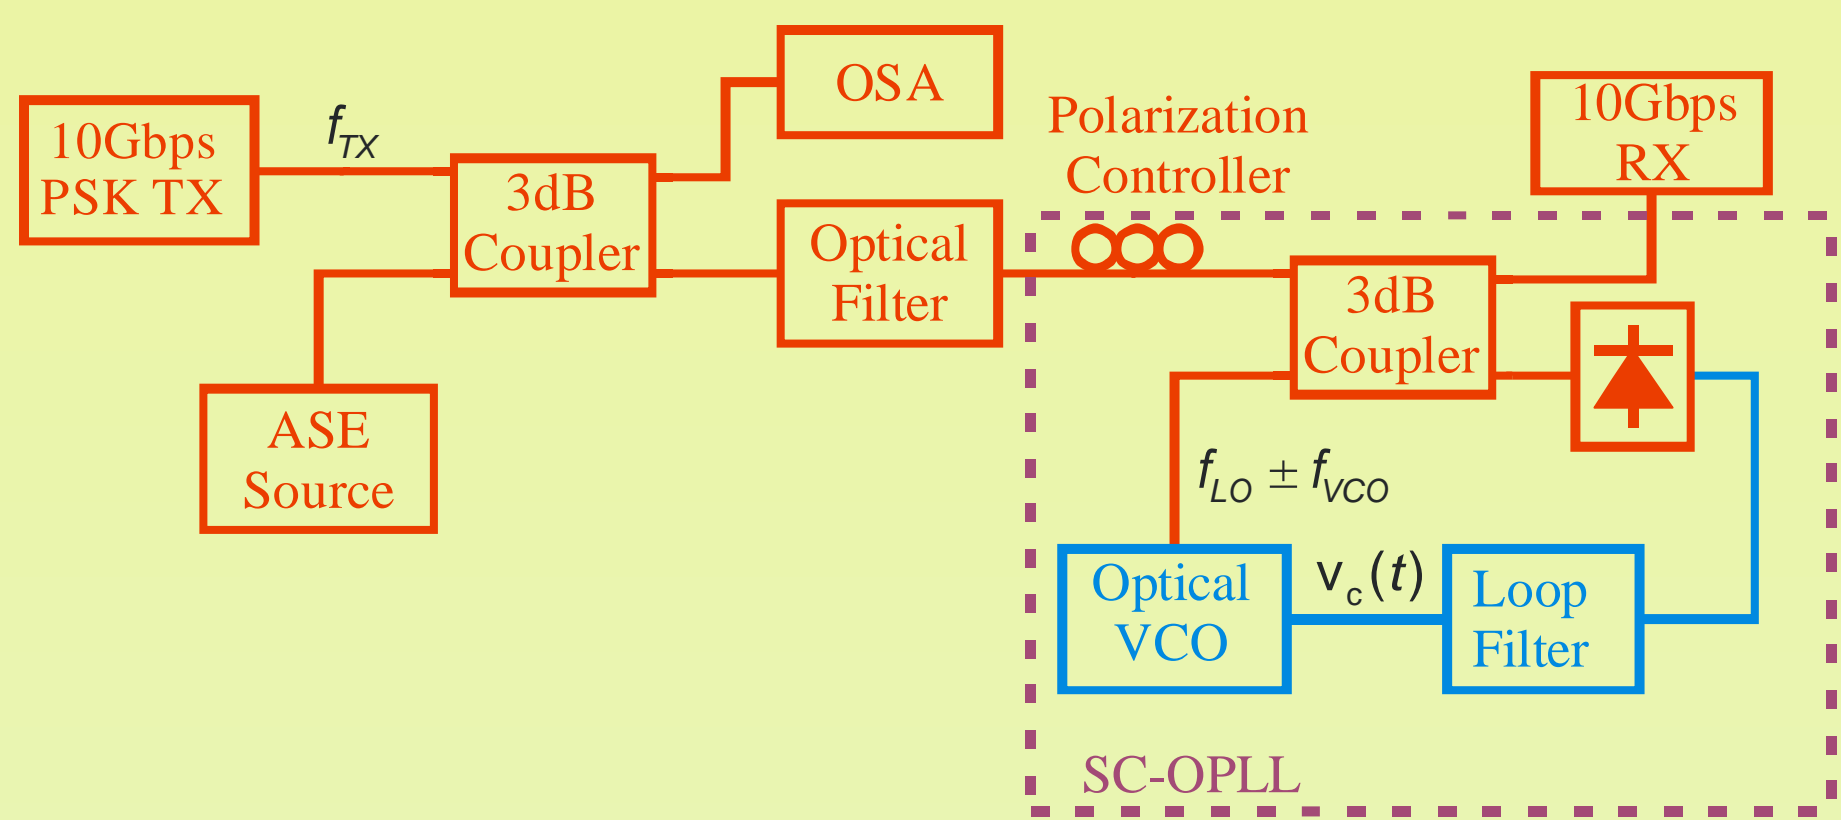 10Gbps
PSK TX
f_TX
3dB
Coupler
OSA
Optical
Filter
ASE
Source
Polarization
Controller
10Gbps
RX
3dB
Coupler
f_LO ± f_VCO
Optical
VCO
v_c(t)
Loop
Filter
SC-OPLL